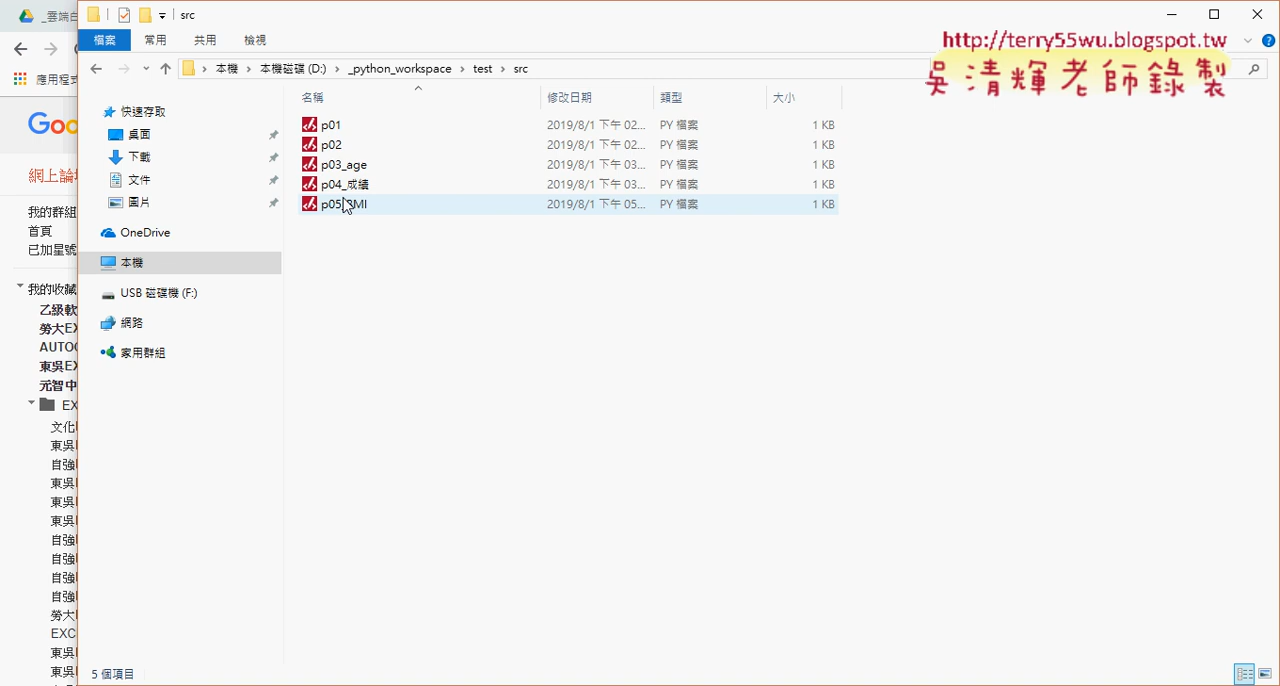 _雲端白
src
檔案 常用 共用 檢視
http://terry55wu.blogspot.tw
吳清輝老師錄製
本機 本機磁碟 (D:) _python_workspace test src
應用程式
名稱 修改日期 類型 大小
快速存取
桌面
下載
文件
圖片
OneDrive
本機
USB 磁碟機 (F:)
網路
家用群組
p01 2019/8/1 下午 02... PY 檔案 1 KB
p02 2019/8/1 下午 02... PY 檔案 1 KB
p03_age 2019/8/1 下午 03... PY 檔案 1 KB
p04_成績 2019/8/1 下午 03... PY 檔案 1 KB
p05 MI 2019/8/1 下午 05... PY 檔案 1 KB
Goo
網上論
我的群組
首頁
已加星號
我的收藏
乙級軟
勞大EX
AUTOC
東吳EX
元智中
EX
文化
東吳
自強
東吳
東吳
東吳
自強
自強
自強
自強
勞大
EXC
東吳
東吳
5 個項目